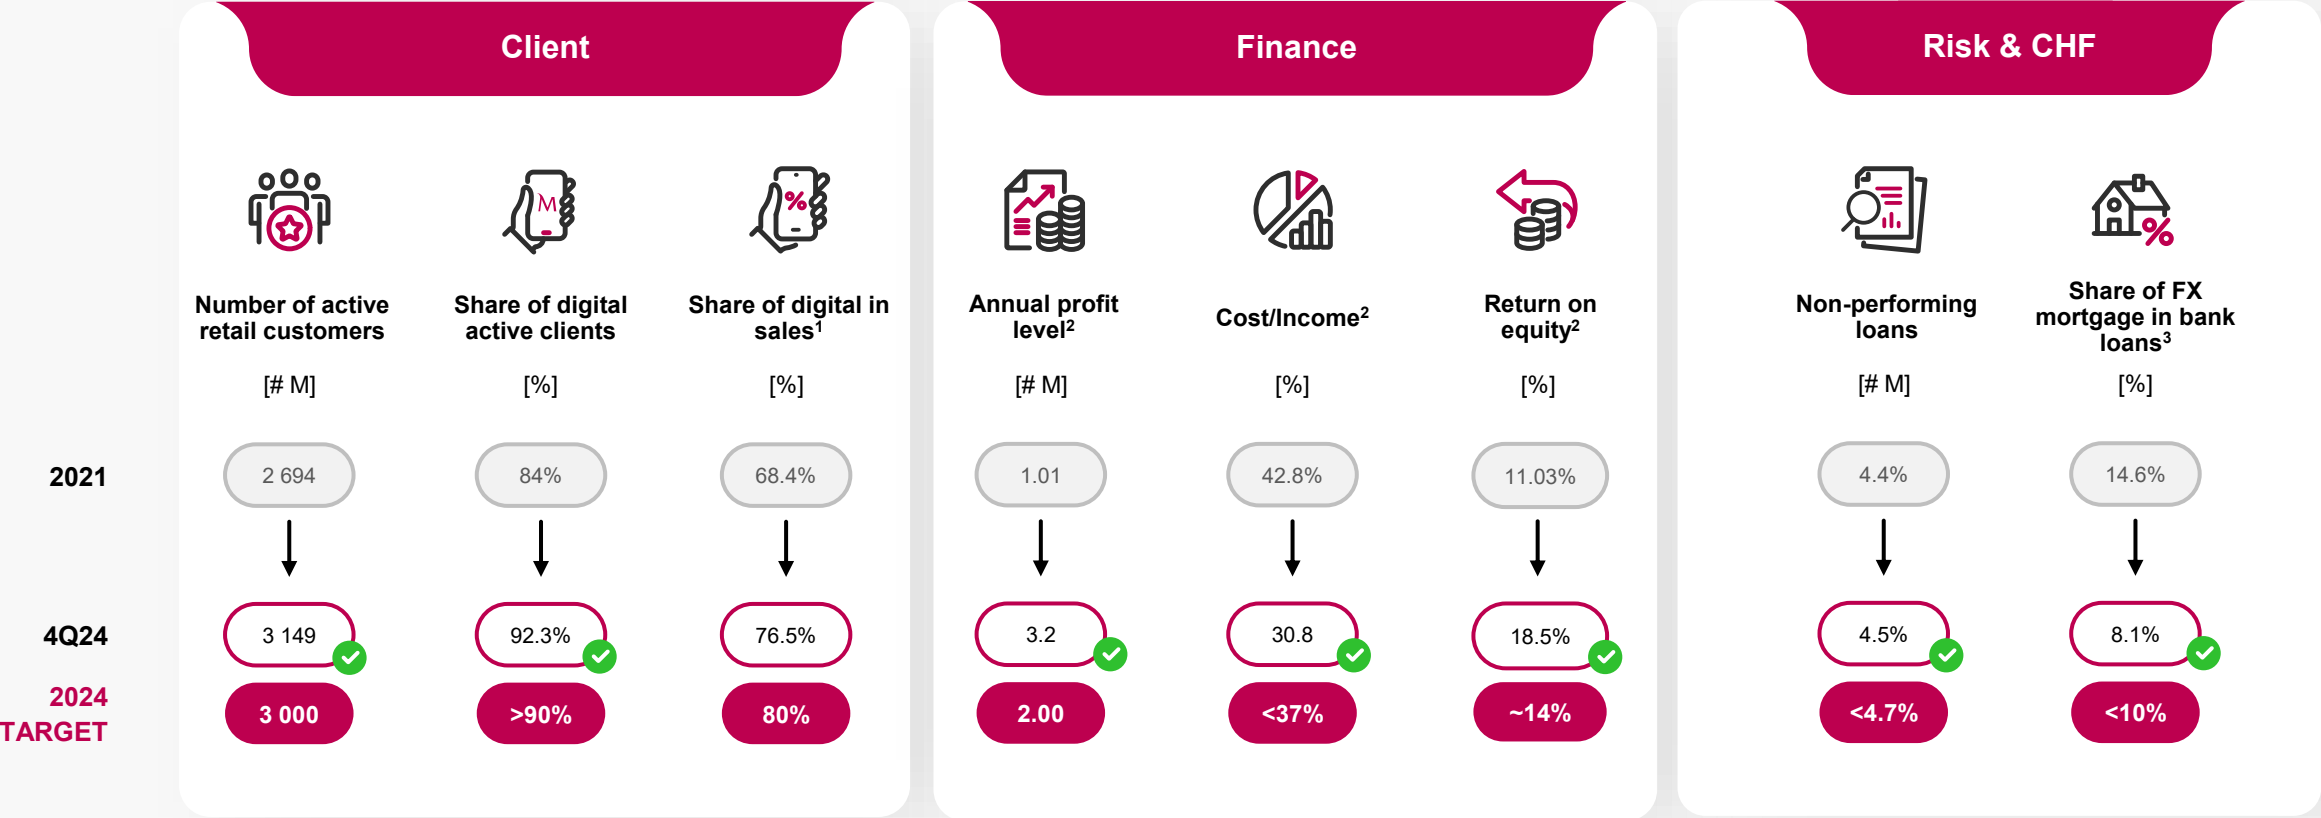 Client
Finance
Risk & CHF
M
%
%
Number of active
retail customers
[# M]
Share of digital
active clients
[%]
Share of digital in
sales¹
[%]
Annual profit
level²
[# M]
Cost/Income²
[%]
Return on
equity²
[%]
Non-performing
loans
[# M]
Share of FX
mortgage in bank
loans³
[%]
2021
2 694
84%
68.4%
1.01
42.8%
11.03%
4.4%
14.6%
4Q24
3 149
92.3%
76.5%
3.2
30.8
18.5%
4.5%
8.1%
2024
TARGET
3 000
>90%
80%
2.00
<37%
~14%
<4.7%
<10%